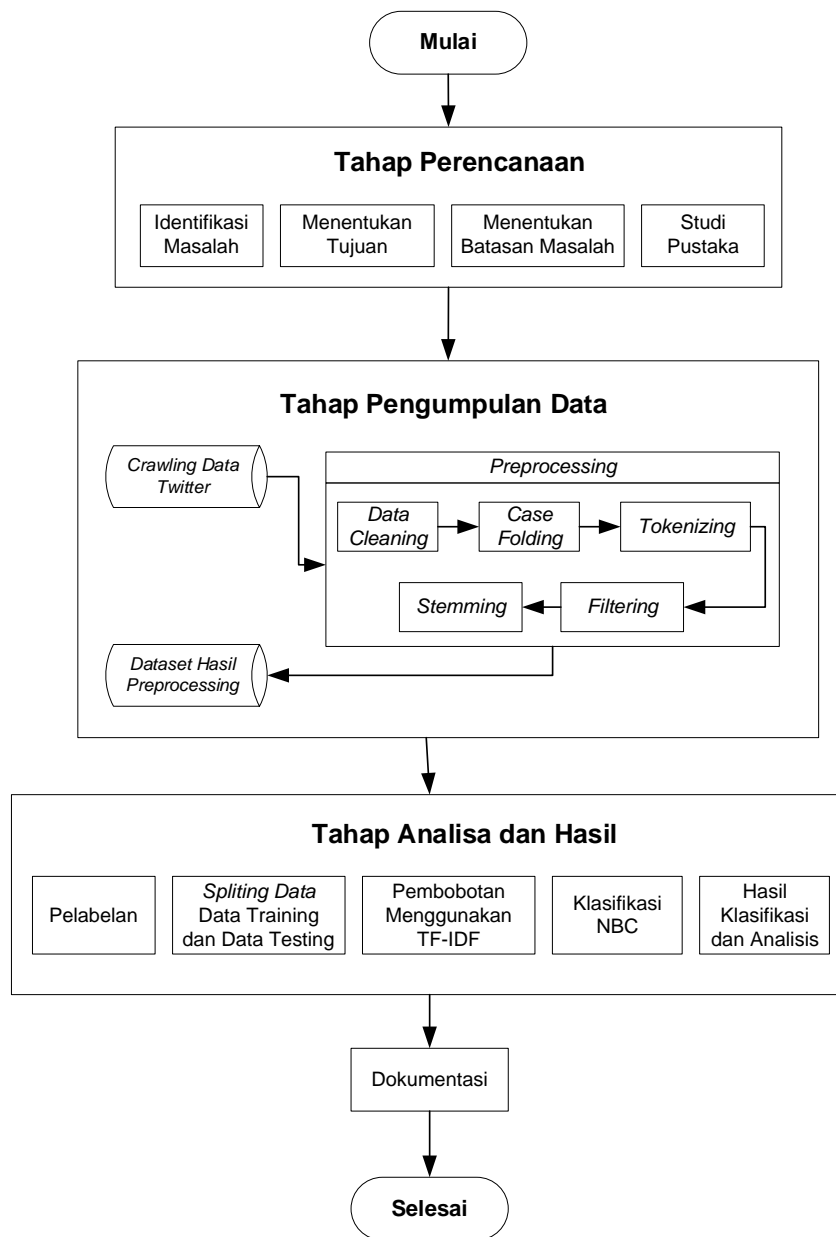 Mulai
Tahap Perencanaan
Identifikasi
Masalah
Menentukan
Tujuan
Menentukan
Batasan Masalah
Studi
Pustaka
Tahap Pengumpulan Data
Crawling Data
Twitter
Preprocessing
Data
Cleaning
Case
Folding
Tokenizing
Filtering
Stemming
Dataset Hasil
Preprocessing
Tahap Analisa dan Hasil
Pelabelan
Spliting Data
Data Training
dan Data Testing
Pembobotan
Menggunakan
TF-IDF
Klasifikasi
NBC
Hasil
Klasifikasi
dan Analisis
Dokumentasi
Selesai